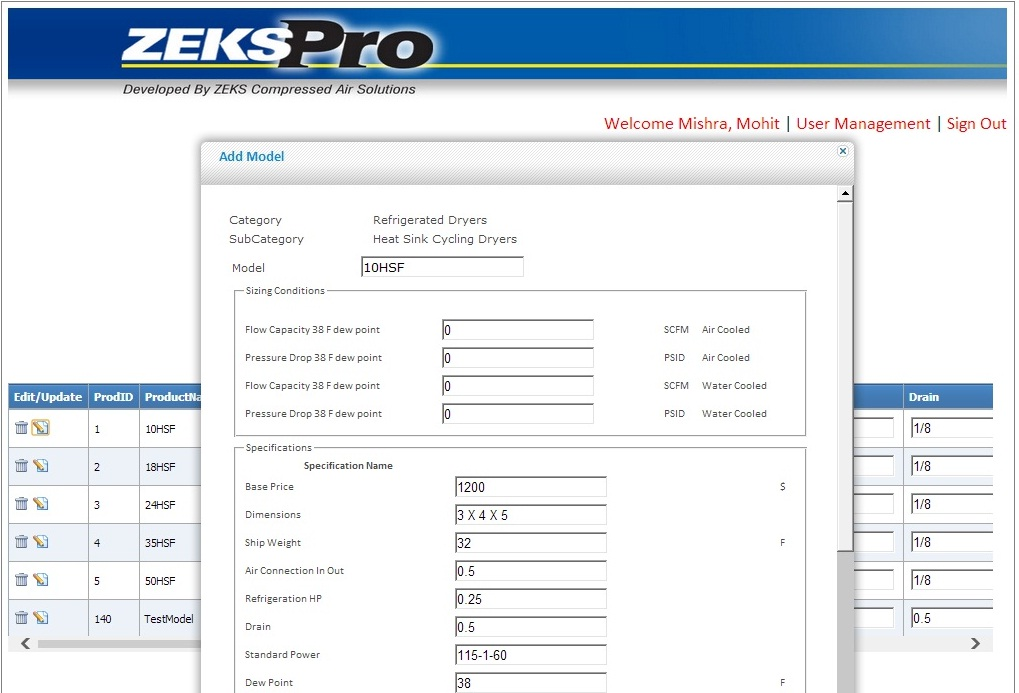 ZEKSPro
Developed By ZEKS Compressed Air Solutions
Welcome Mishra, Mohit | User Management | Sign Out
Add Model
Category Refrigerated Dryers
SubCategory Heat Sink Cycling Dryers
Model 10HSF
Sizing Conditions
Flow Capacity 38 F dew point 0 SCFM Air Cooled
Pressure Drop 38 F dew point 0 PSID Air Cooled
Flow Capacity 38 F dew point 0 SCFM Water Cooled
Pressure Drop 38 F dew point 0 PSID Water Cooled
Specifications
Specification Name
Base Price 1200 $
Dimensions 3 X 4 X 5
Ship Weight 32 F
Air Connection In Out 0.5
Refrigeration HP 0.25
Drain 0.5
Standard Power 115-1-60
Dew Point 38 F
Edit/Update ProdID ProductNa Drain
1 10HSF 1/8
2 18HSF 1/8
3 24HSF 1/8
4 35HSF 1/8
5 50HSF 1/8
140 TestModel 0.5